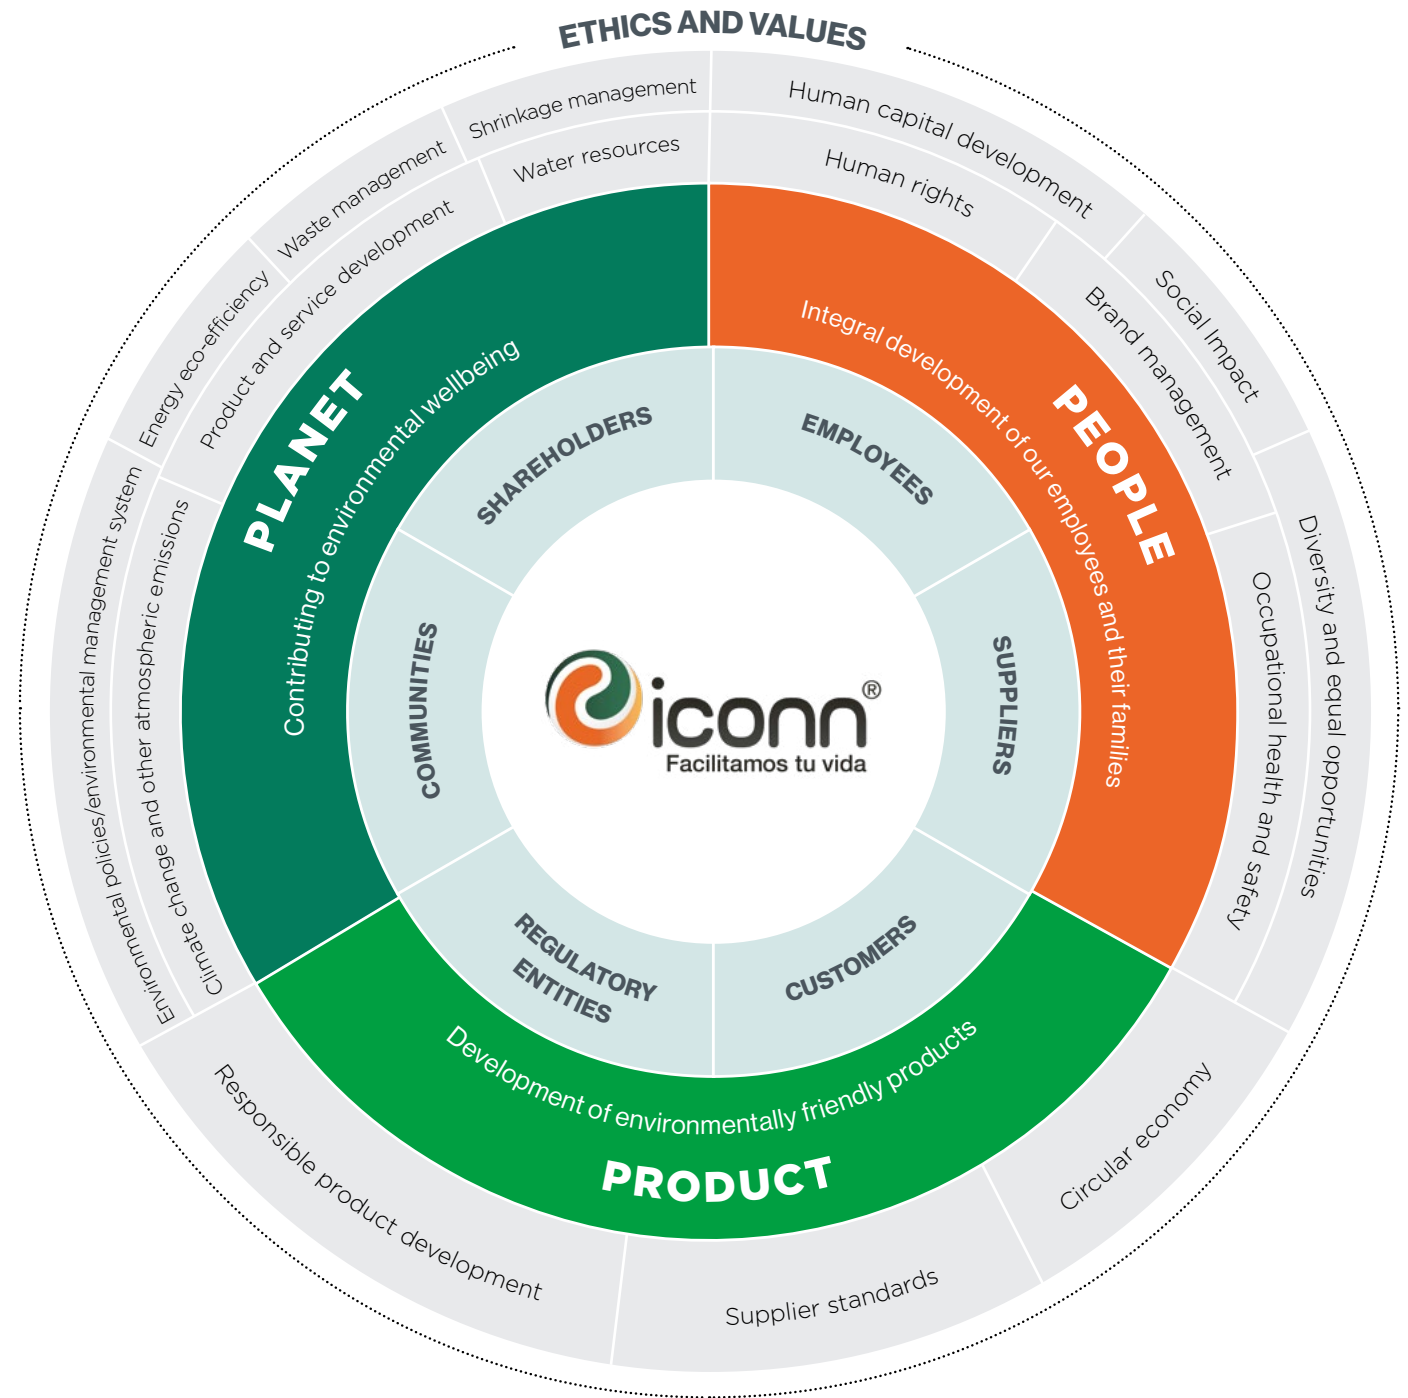 ETHICS AND VALUES
Shrinkage management
Water resources
Waste management
Product and service development
Energy eco-efficiency
Environmental policies/environmental management system
Climate change and other atmospheric emissions
PLANET
Contributing to environmental wellbeing
Human capital development
Human rights
Social Impact
Brand management
Diversity and equal opportunities
Occupational health and safety
PEOPLE
Integral development of our employees and their families
SHAREHOLDERS
EMPLOYEES
COMMUNITIES
SUPPLIERS
REGULATORY
ENTITIES
CUSTOMERS
iconn®
Facilitamos tu vida
Development of environmentally friendly products
PRODUCT
Responsible product development
Supplier standards
Circular economy